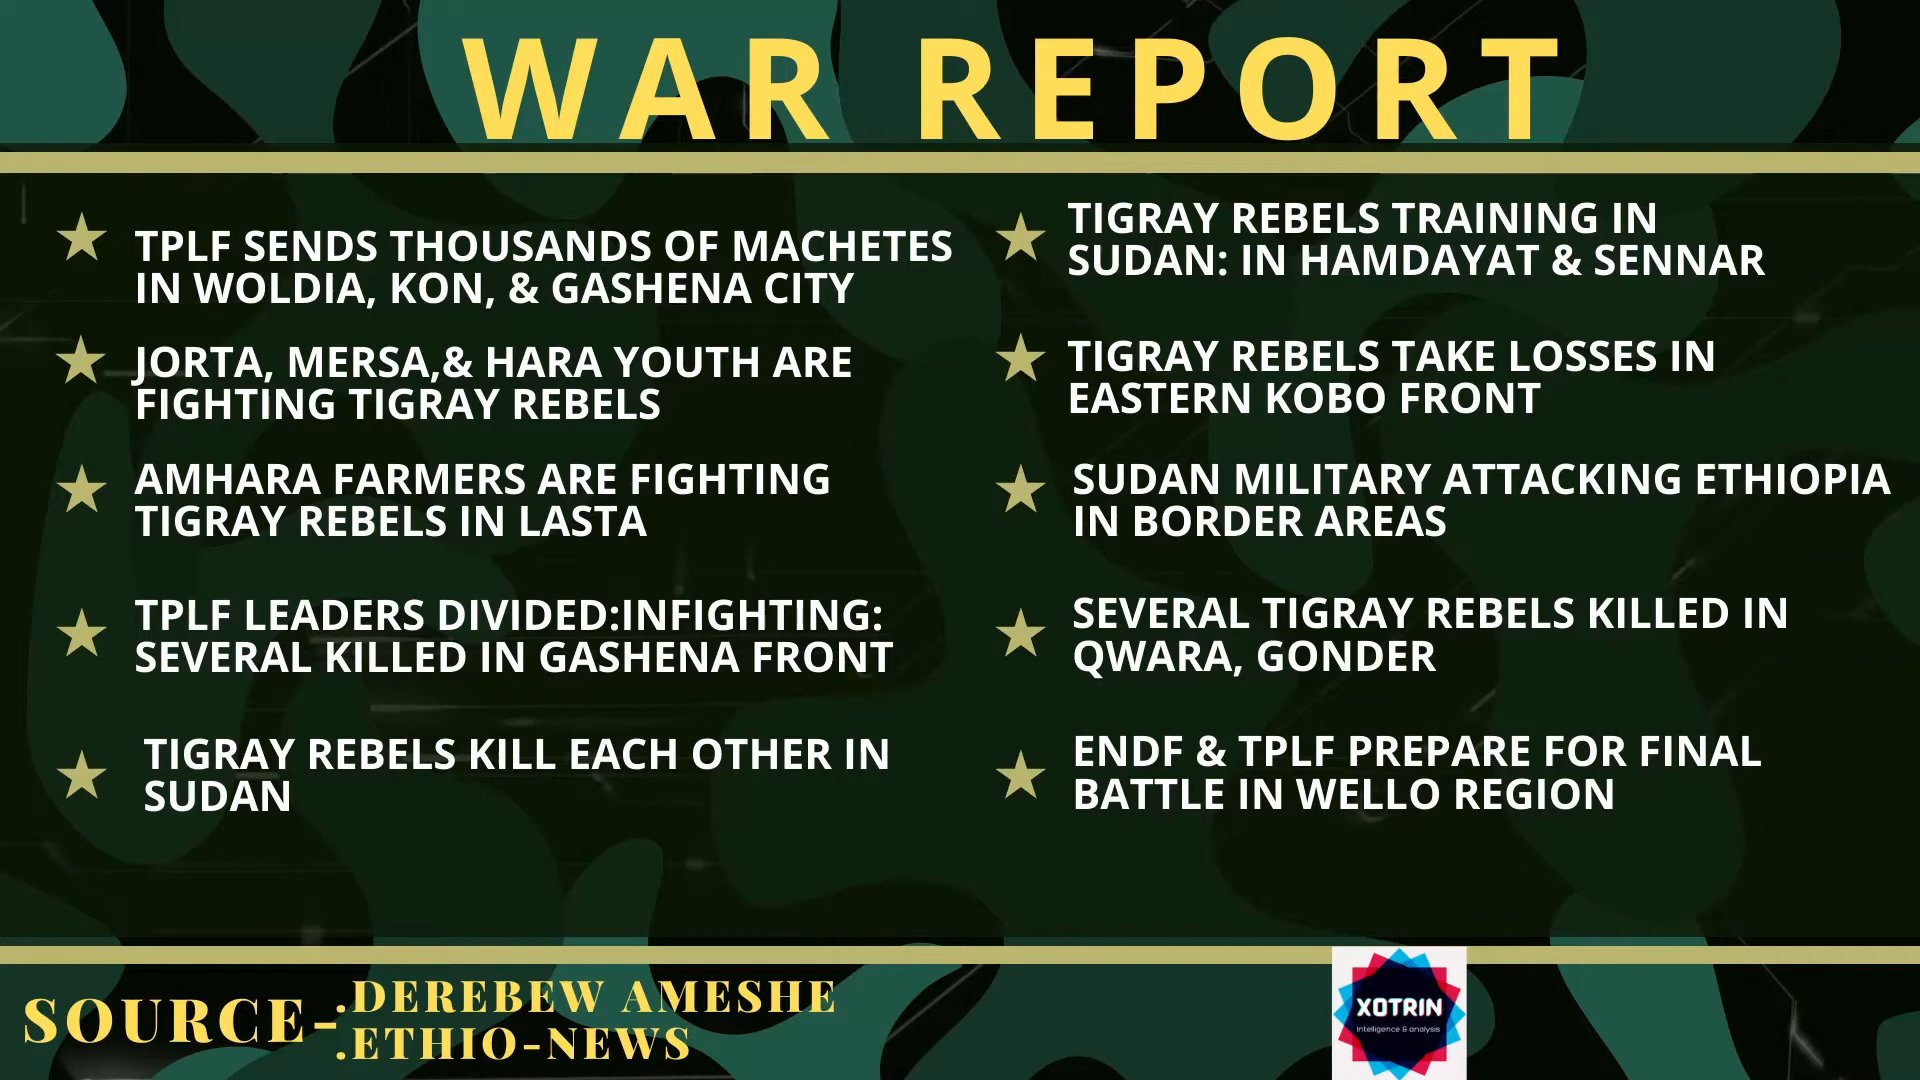 WAR REPORT
TPLF SENDS THOUSANDS OF MACHETES
IN WOLDIA, KON, & GASHENA CITY
JORTA, MERSA,& HARA YOUTH ARE
FIGHTING TIGRAY REBELS
AMHARA FARMERS ARE FIGHTING
TIGRAY REBELS IN LASTA
TPLF LEADERS DIVIDED:INFIGHTING:
SEVERAL KILLED IN GASHENA FRONT
TIGRAY REBELS KILL EACH OTHER IN
SUDAN
TIGRAY REBELS TRAINING IN
SUDAN: IN HAMDAYAT & SENNAR
TIGRAY REBELS TAKE LOSSES IN
EASTERN KOBO FRONT
SUDAN MILITARY ATTACKING ETHIOPIA
IN BORDER AREAS
SEVERAL TIGRAY REBELS KILLED IN
QWARA, GONDER
ENDF & TPLF PREPARE FOR FINAL
BATTLE IN WELLO REGION
SOURCE-
.DEREBEW AMESHE
.ETHIO-NEWS
XOTRIN
Intelligence & analysis